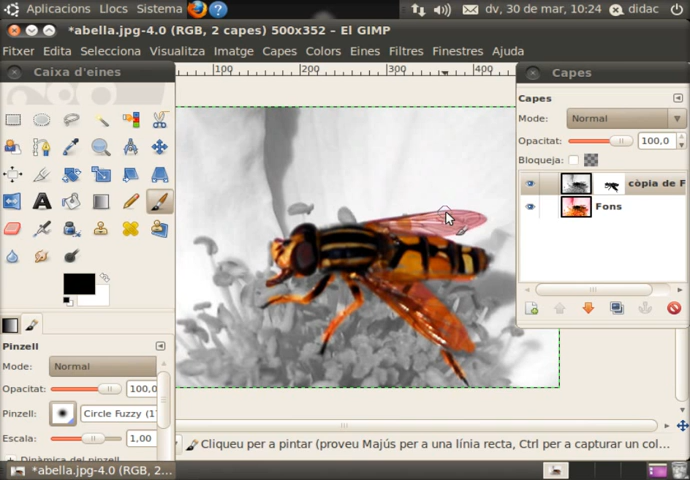 Aplicacions Llocs Sistema
dv, 30 de mar, 10:24 didac
*abella.jpg-4.0 (RGB, 2 capes) 500x352 – El GIMP
Fitxer Edita Selecciona Visualitza Imatge Capes Colors Eines Filtres Finestres Ajuda
Caixa d'eines
100 200 300 400
Capes
Capes
Mode: Normal
Opacitat: 100,0
Bloqueja:
còpia de F
Fons
Pinzell
Mode: Normal
Opacitat: 100,0
Pinzell: Circle Fuzzy (1
Escala: 1,00
Dinàmica del pinzell
Cliqueu per a pintar (proveu Majús per a una línia recta, Ctrl per a capturar un col...
*abella.jpg-4.0 (RGB, 2...